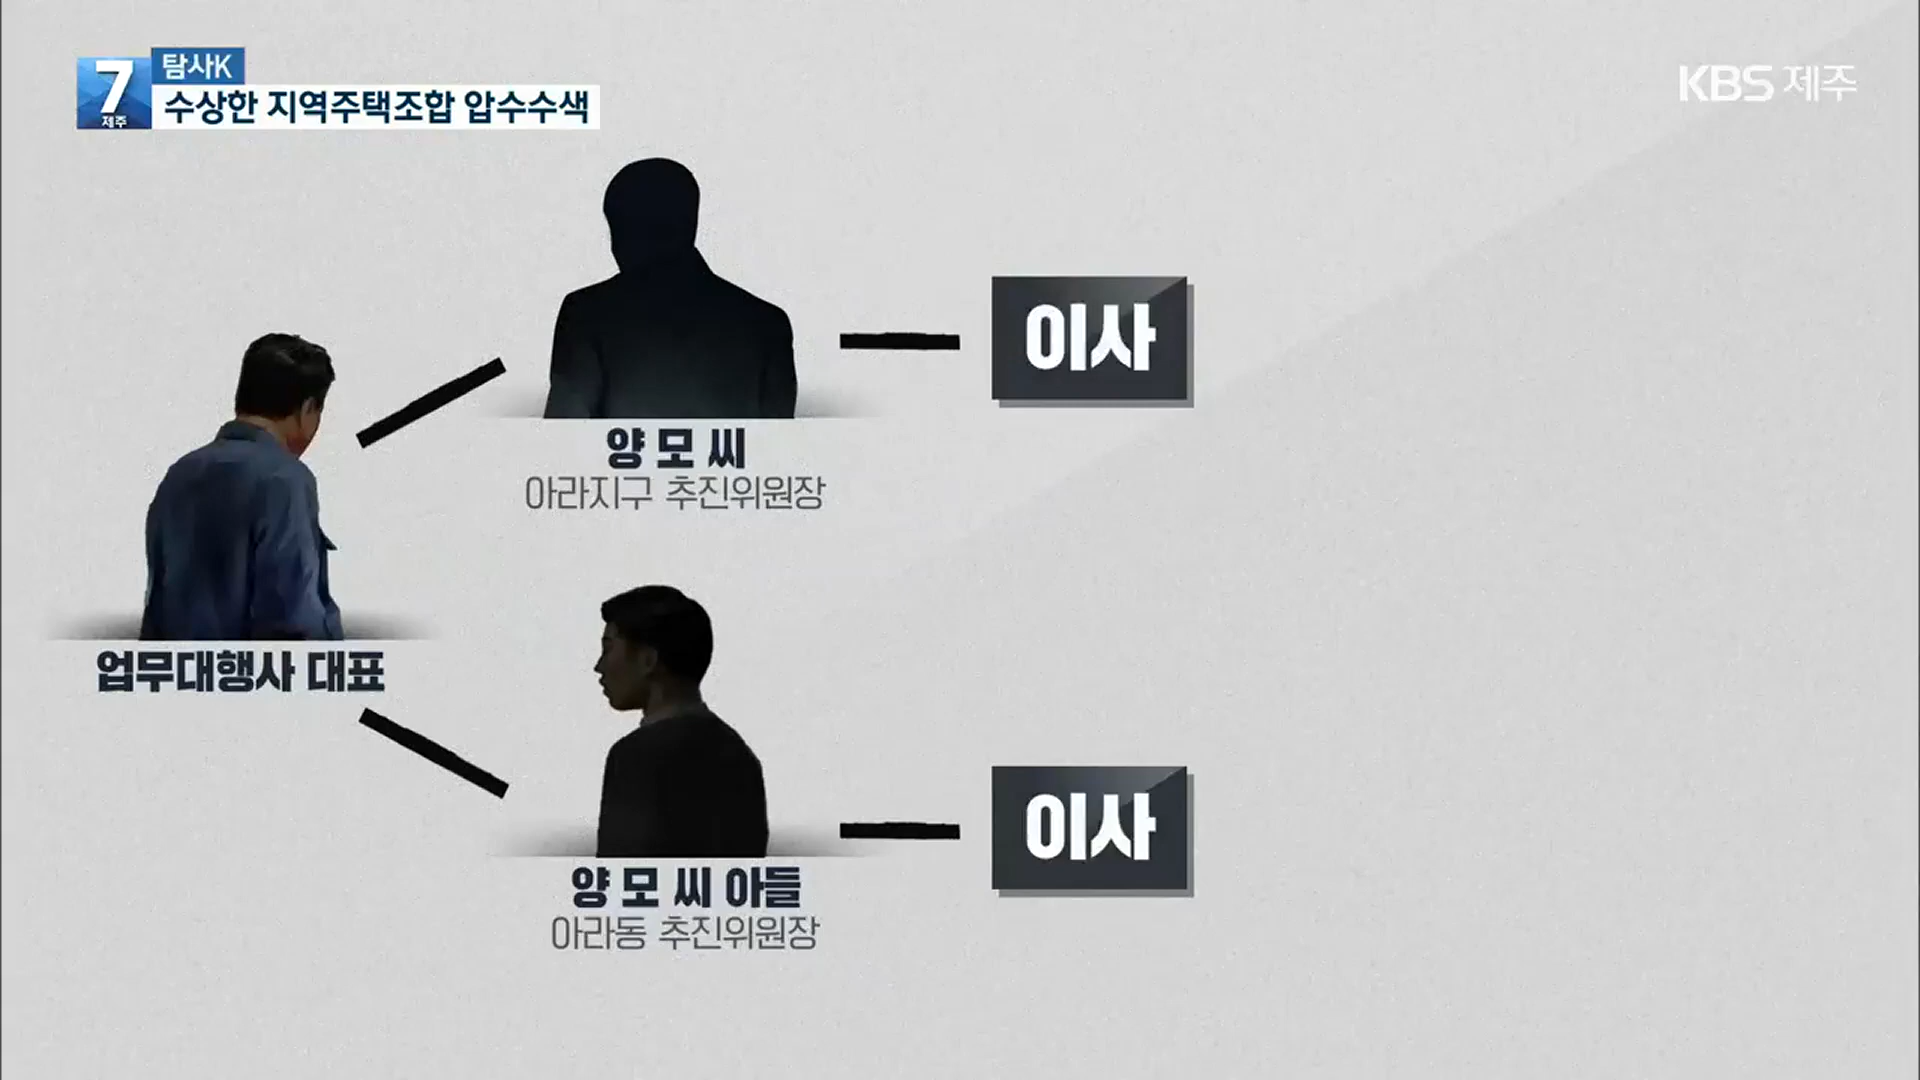 7
제주
탐사K
수상한 지역주택조합 압수수색
KBS 제주
이사
양 모 씨
아라지구 추진위원장
업무대행사 대표
이사
양 모 씨 아들
아라동 추진위원장